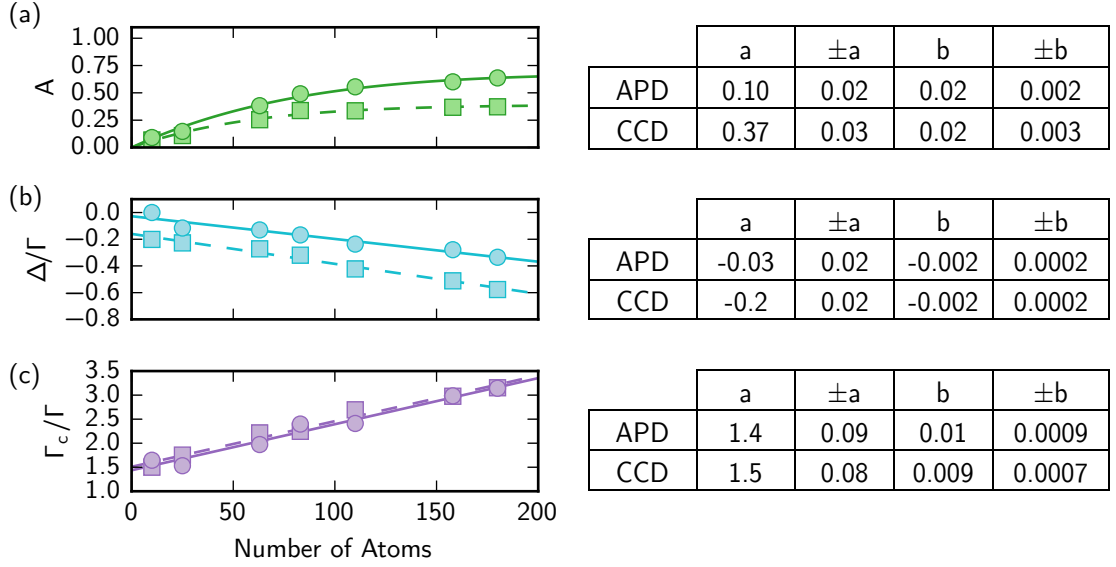 (a)
1.00
0.75
0.50
0.25
0.00
A
a ±a b ±b
APD 0.10 0.02 0.02 0.002
CCD 0.37 0.03 0.02 0.003
(b)
0.0
−0.2
−0.4
−0.6
−0.8
Δ/Γ
a ±a b ±b
APD -0.03 0.02 -0.002 0.0002
CCD -0.2 0.02 -0.002 0.0002
(c)
3.5
3.0
2.5
2.0
1.5
1.0
Γc/Γ
0 50 100 150 200
Number of Atoms
a ±a b ±b
APD 1.4 0.09 0.01 0.0009
CCD 1.5 0.08 0.009 0.0007